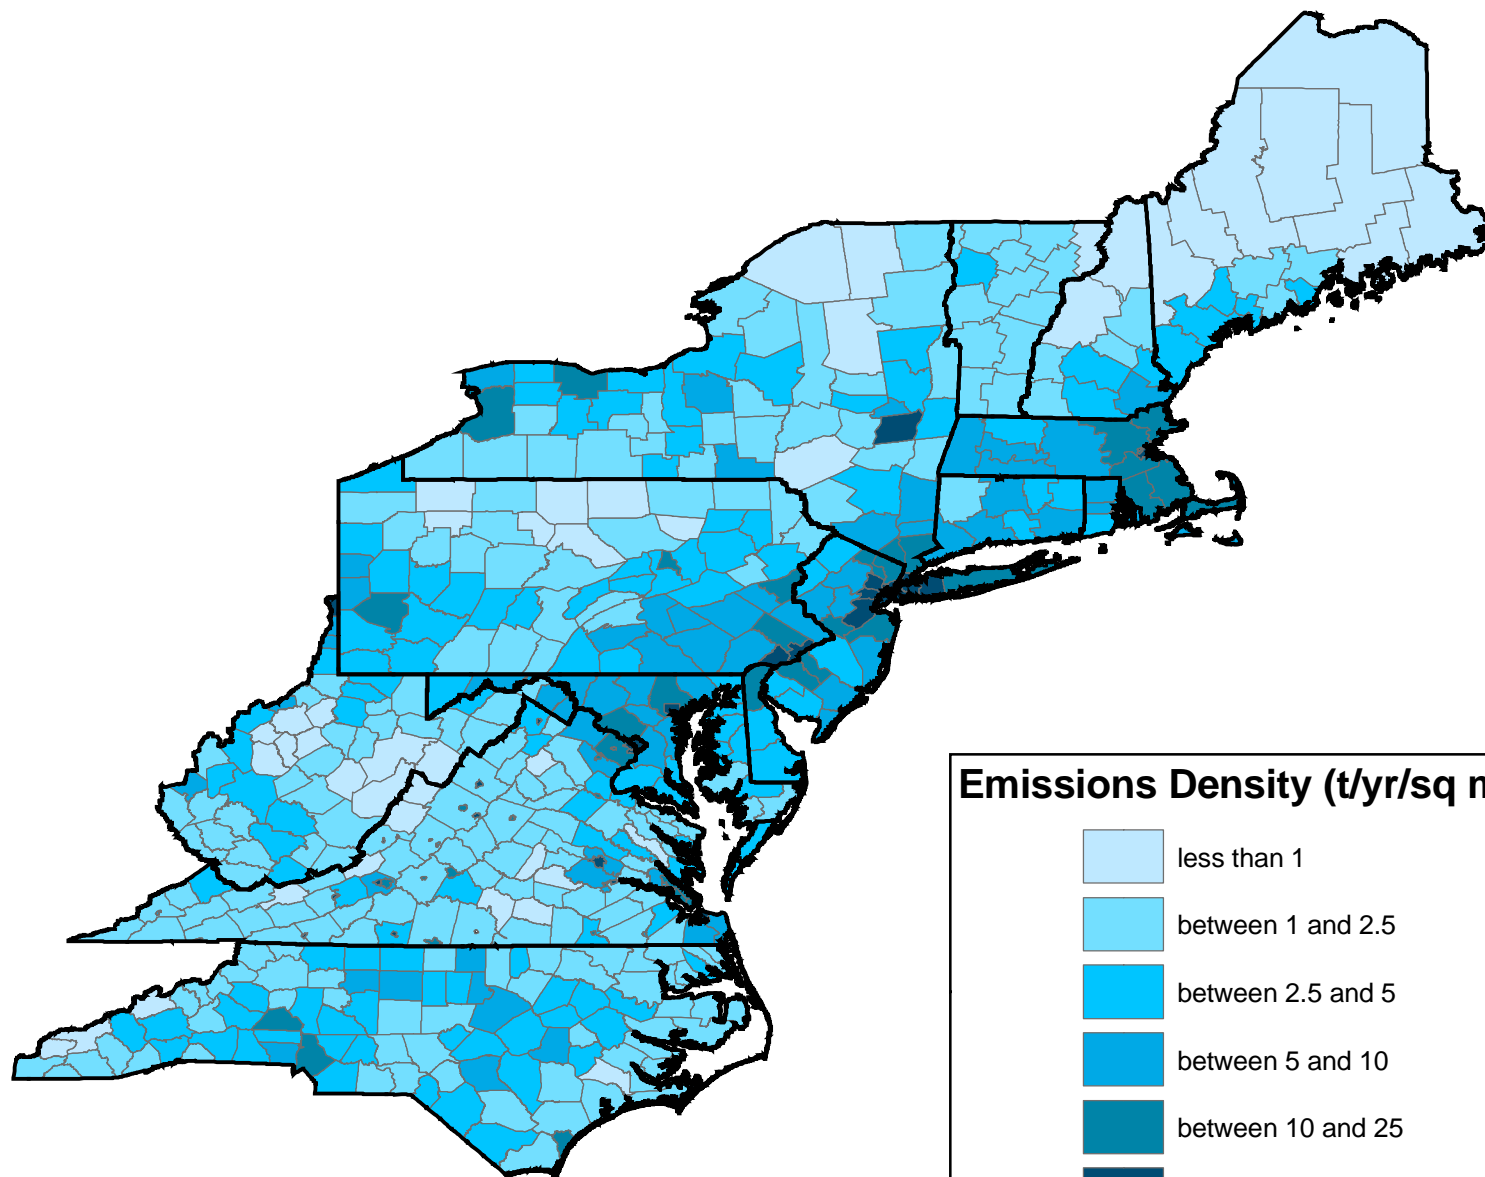 Emissions Density (t/yr/sq m
less than 1
between 1 and 2.5
between 2.5 and 5
between 5 and 10
between 10 and 25